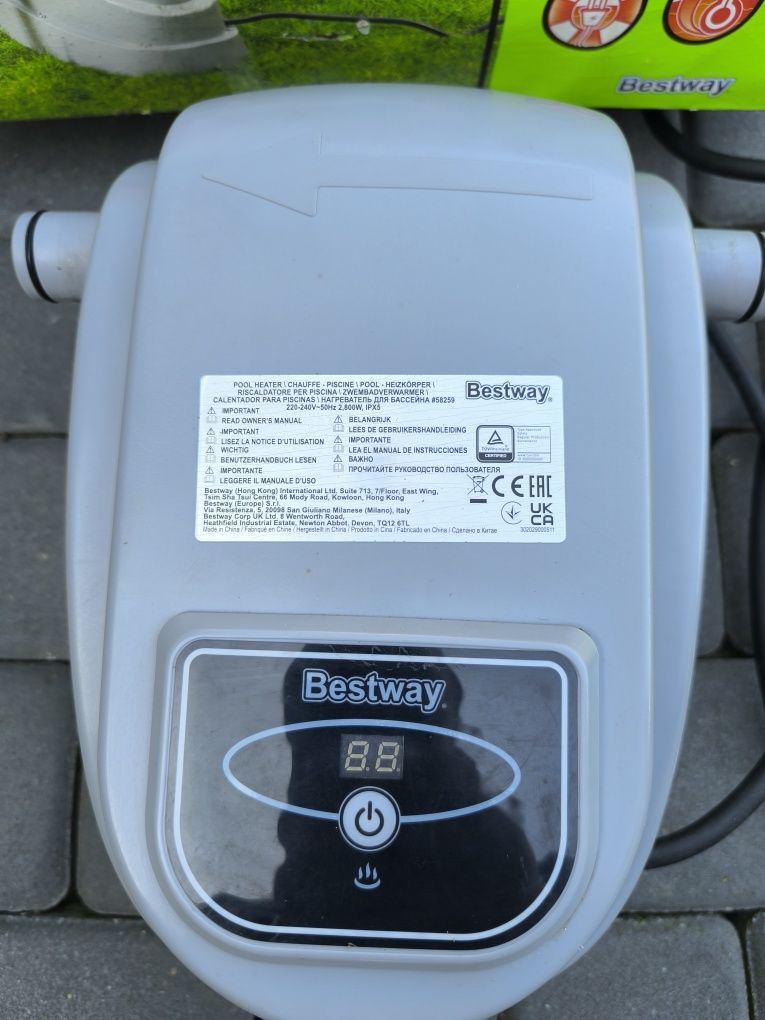 Bestway
POOL HEATER \ CHAUFFE - PISCINE \ POOL - HEIZKÖRPER \
RISCALDATORE PER PISCINA \ ZWEMBADVERWARMER \
CALENTADOR PARA PISCINAS \ НАГРЕВАТЕЛЬ ДЛЯ БАССЕЙНА #58259
220-240V~50Hz 2,800W, IPX5
Bestway®
IMPORTANT
READ OWNER'S MANUAL
IMPORTANT
LISEZ LA NOTICE D'UTILISATION
WICHTIG
BENUTZERHANDBUCH LESEN
IMPORTANTE
LEGGERE IL MANUALE D'USO
BELANGRIJK
LEES DE GEBRUIKERSHANDLEIDING
IMPORTANTE
LEA EL MANUAL DE INSTRUCCIONES
ВАЖНО
ПРОЧИТАЙТЕ РУКОВОДСТВО ПОЛЬЗОВАТЕЛЯ
TÜVRheinland
CERTIFIED
CE EAC
UK
CA
Bestway (Hong Kong) International Ltd. Suite 713, 7/Floor, East Wing,
Tsim Sha Tsui Centre, 66 Mody Road, Kowloon, Hong Kong
Bestway (Europe) S.r.l.
Via Resistenza, 5, 20098 San Giuliano Milanese (Milano), Italy
Bestway Corp UK Ltd. 8 Wentworth Road,
Heathfield Industrial Estate, Newton Abbot, Devon, TQ12 6TL
Made in China / Fabriqué en Chine / Hergestellt in China / Prodotto in Cina / Fabricado en China / Сделано в Китае
302029000511
Bestway®
8.8.